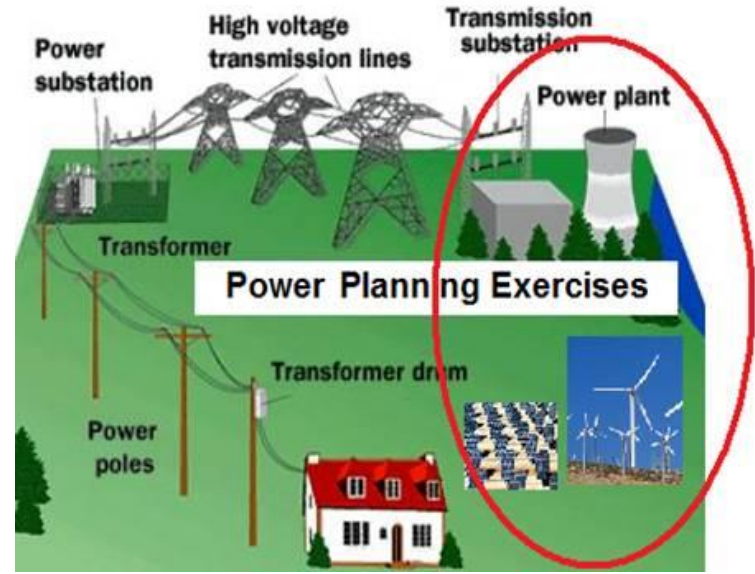 Power
substation
High voltage
transmission lines
Transmission
substation
Power plant
Transformer
Power Planning Exercises
Transformer drum
Power
poles